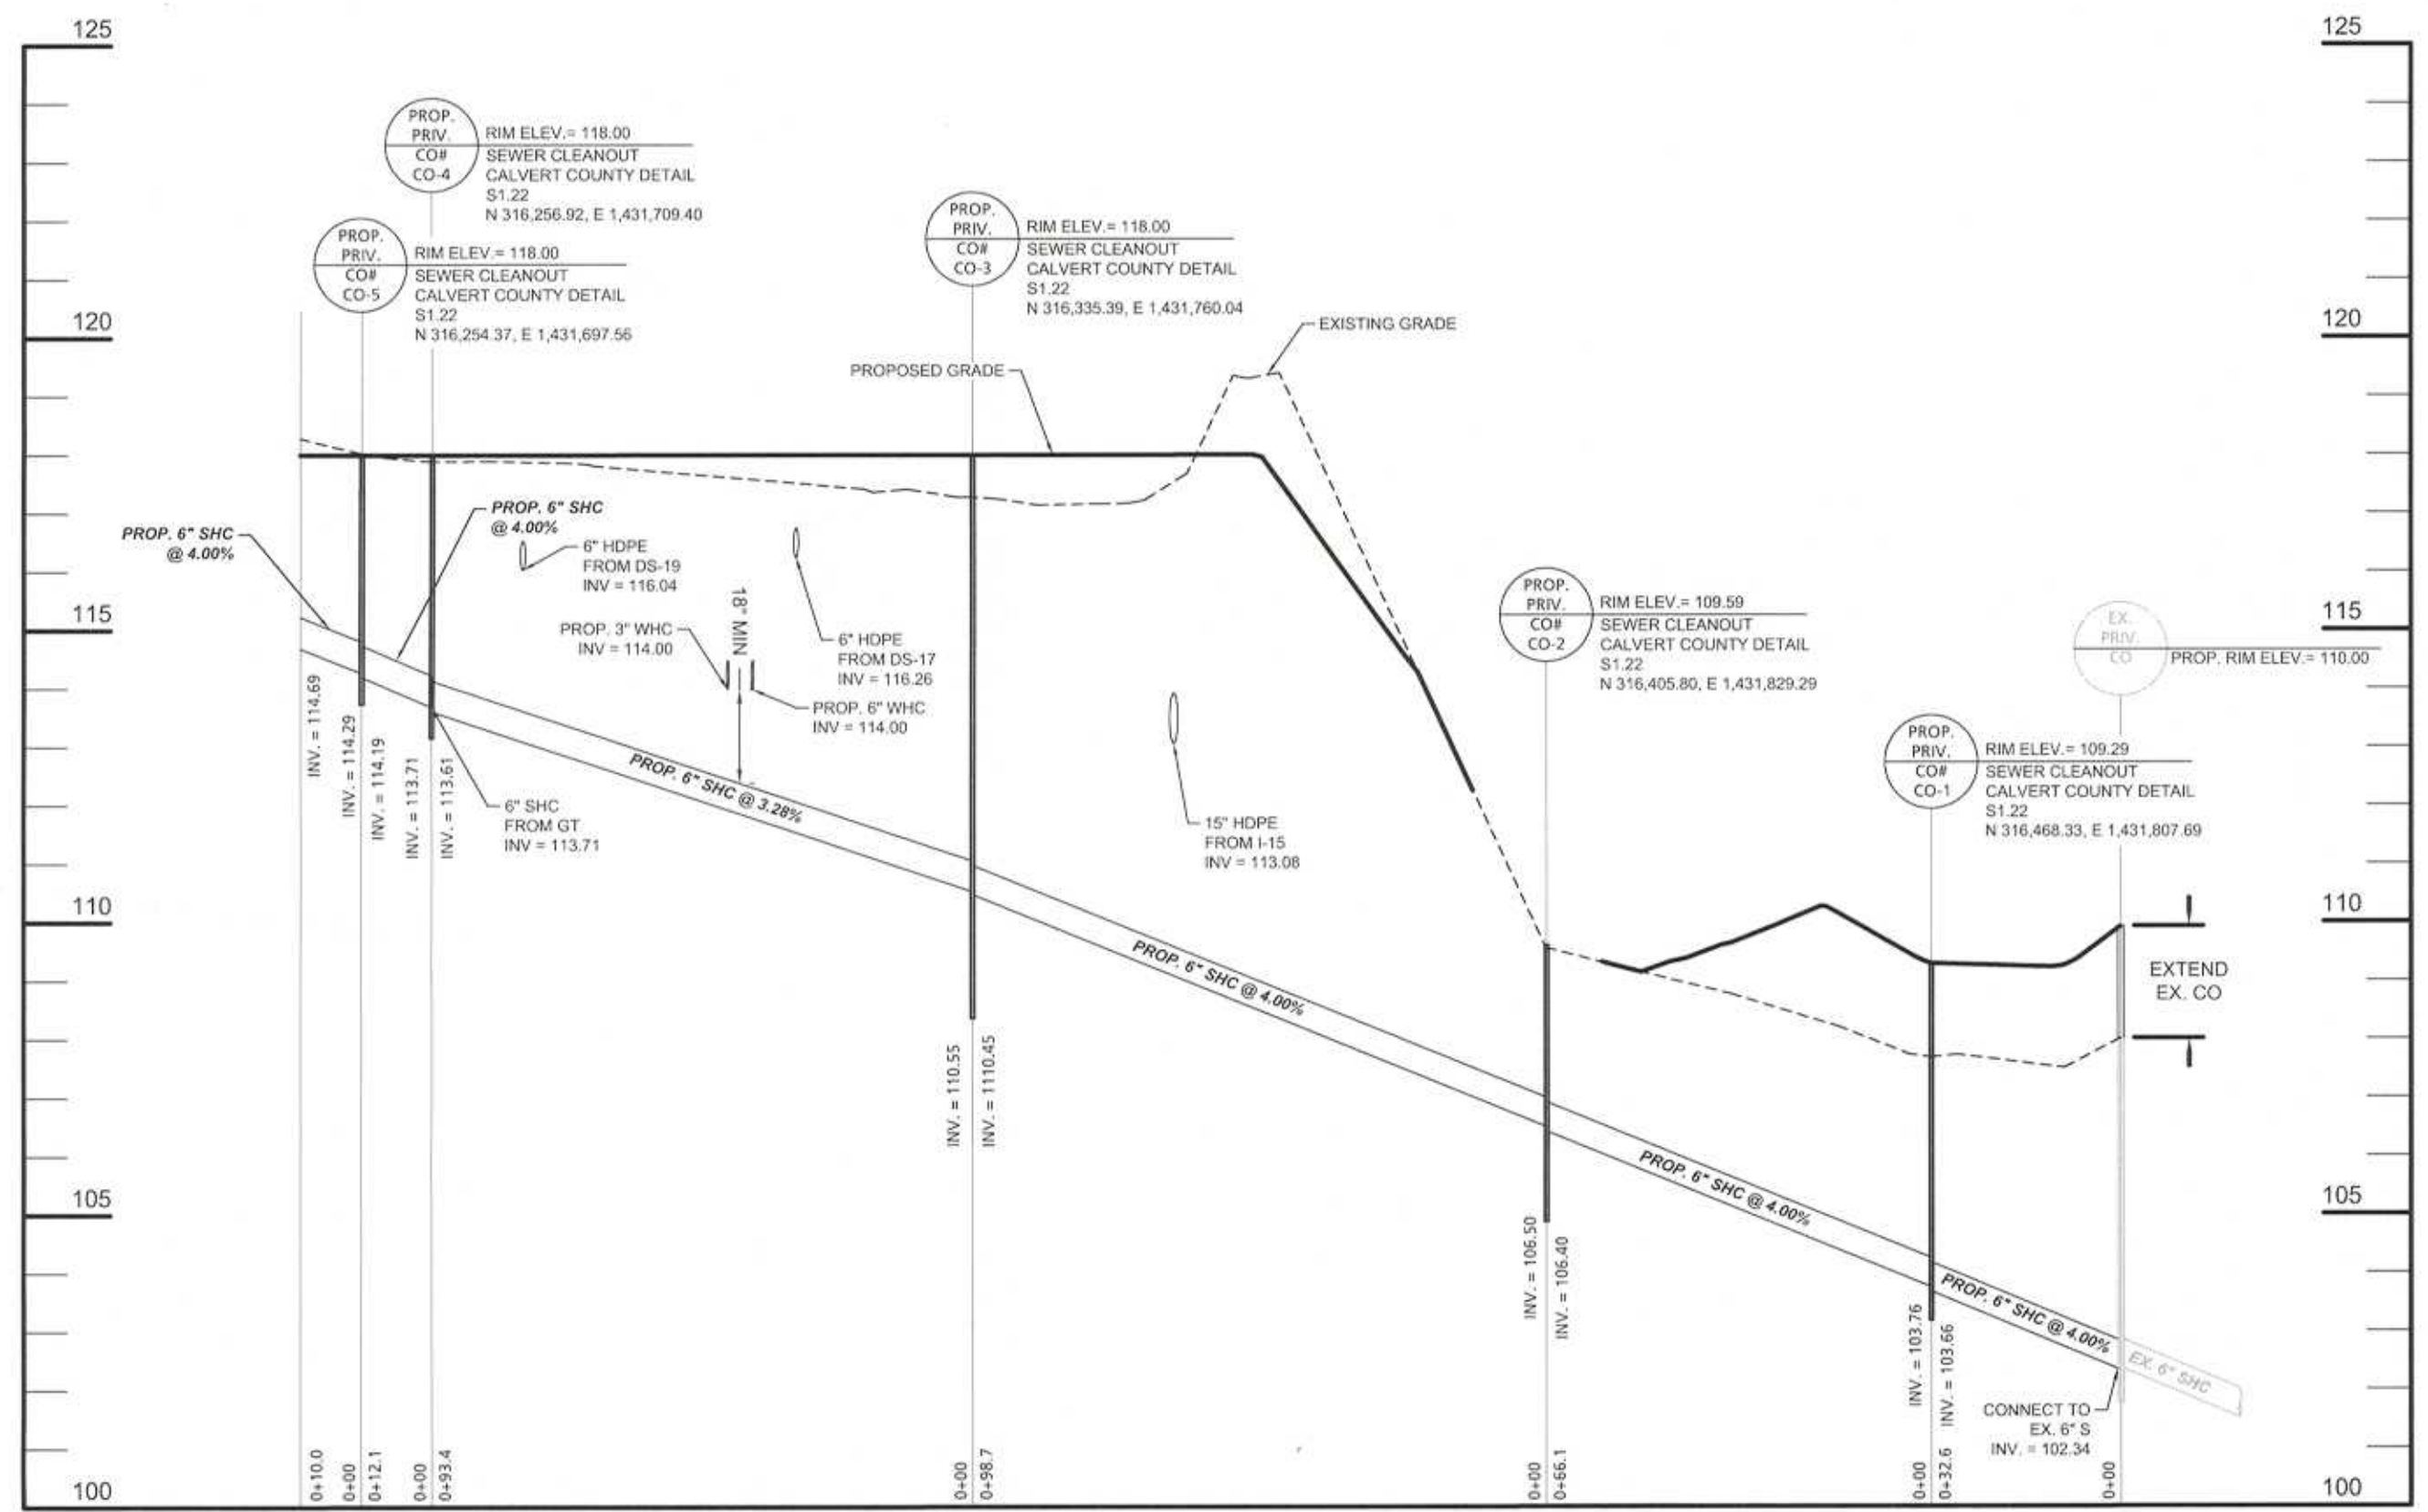 125
125
PROP.
PRIV.
CO#
CO-4
RIM ELEV.= 118.00
SEWER CLEANOUT
CALVERT COUNTY DETAIL
S1.22
N 316,256.92, E 1,431,709.40
PROP.
PRIV.
CO#
CO-5
RIM ELEV.= 118.00
SEWER CLEANOUT
CALVERT COUNTY DETAIL
S1.22
N 316,254.37, E 1,431,697.56
PROP.
PRIV.
CO#
CO-3
RIM ELEV.= 118.00
SEWER CLEANOUT
CALVERT COUNTY DETAIL
S1.22
N 316,335.39, E 1,431,760.04
120
120
EXISTING GRADE
PROPOSED GRADE
PROP. 6" SHC
@ 4.00%
PROP. 6" SHC
@ 4.00%
6" HDPE
FROM DS-19
INV = 116.04
PROP. 3" WHC
INV = 114.00
18" MIN
6" HDPE
FROM DS-17
INV = 116.26
PROP. 6" WHC
INV = 114.00
115
115
PROP.
PRIV.
CO#
CO-2
RIM ELEV.= 109.59
SEWER CLEANOUT
CALVERT COUNTY DETAIL
S1.22
N 316,405.80, E 1,431,829.29
EX.
PRIV.
CO
PROP. RIM ELEV.= 110.00
PROP.
PRIV.
CO#
CO-1
RIM ELEV.= 109.29
SEWER CLEANOUT
CALVERT COUNTY DETAIL
S1.22
N 316,468.33, E 1,431,807.69
INV. = 114.69
INV. = 114.29
INV. = 114.19
INV. = 113.71
INV. = 113.61
6" SHC
FROM GT
INV = 113.71
PROP. 6" SHC @ 3.28%
15" HDPE
FROM I-15
INV = 113.08
110
110
PROP. 6" SHC @ 4.00%
EXTEND
EX. CO
INV. = 110.55
INV. = 1110.45
105
105
PROP. 6" SHC @ 4.00%
INV. = 106.50
INV. = 106.40
PROP. 6" SHC @ 4.00%
EX. 6" SHC
INV. = 103.76
INV. = 103.66
CONNECT TO
EX. 6" S
INV. = 102.34
100
100
0+10.0
0+00
0+12.1
0+00
0+93.4
0+00
0+98.7
0+00
0+66.1
0+00
0+32.6
0+00